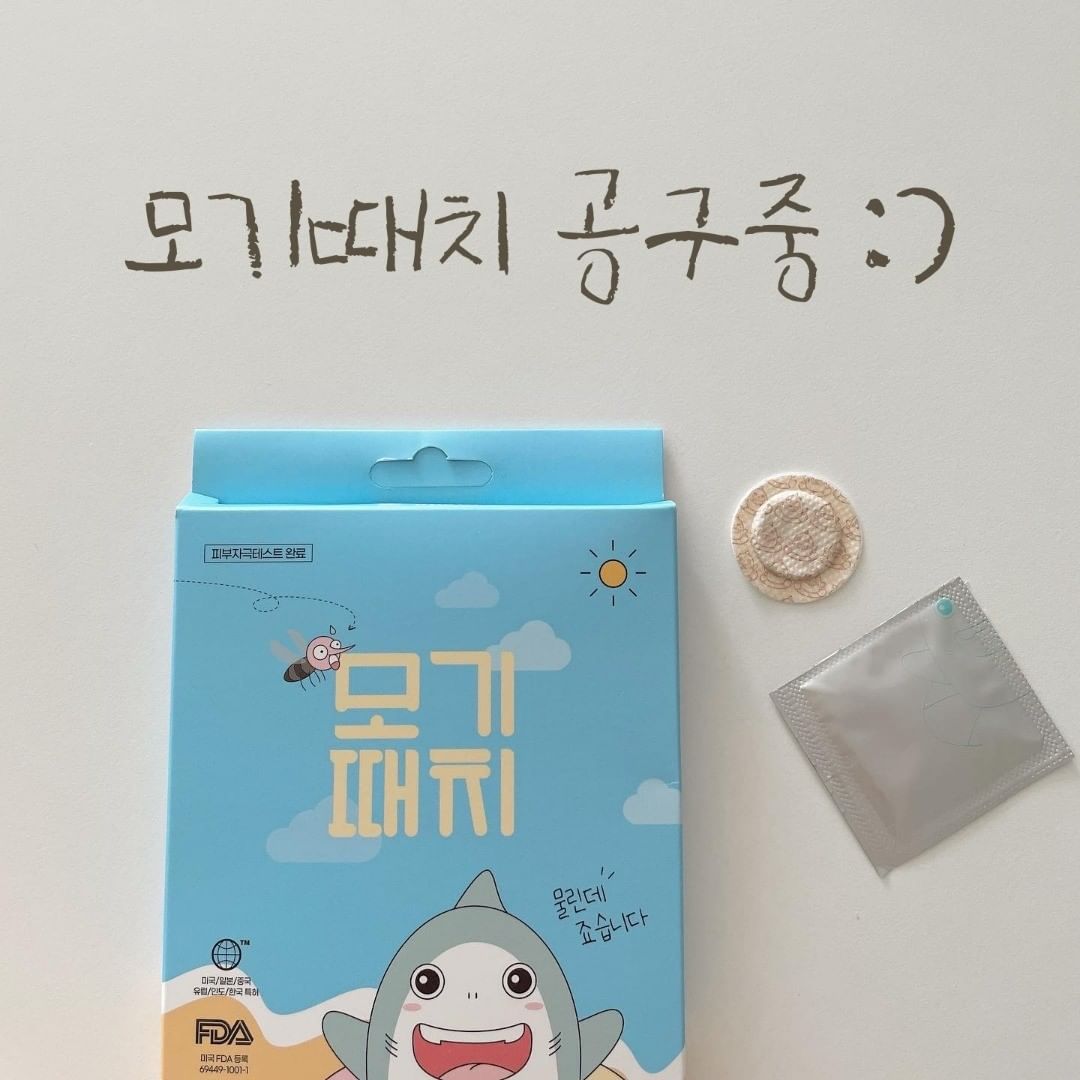 모기때치 공구중 :)
피부자극테스트 완료
모기
때치
물린데
죠습니다
TM
미국/일본/중국
유럽/인도/한국 특허
FDA
미국 FDA 등록
69449-1001-1